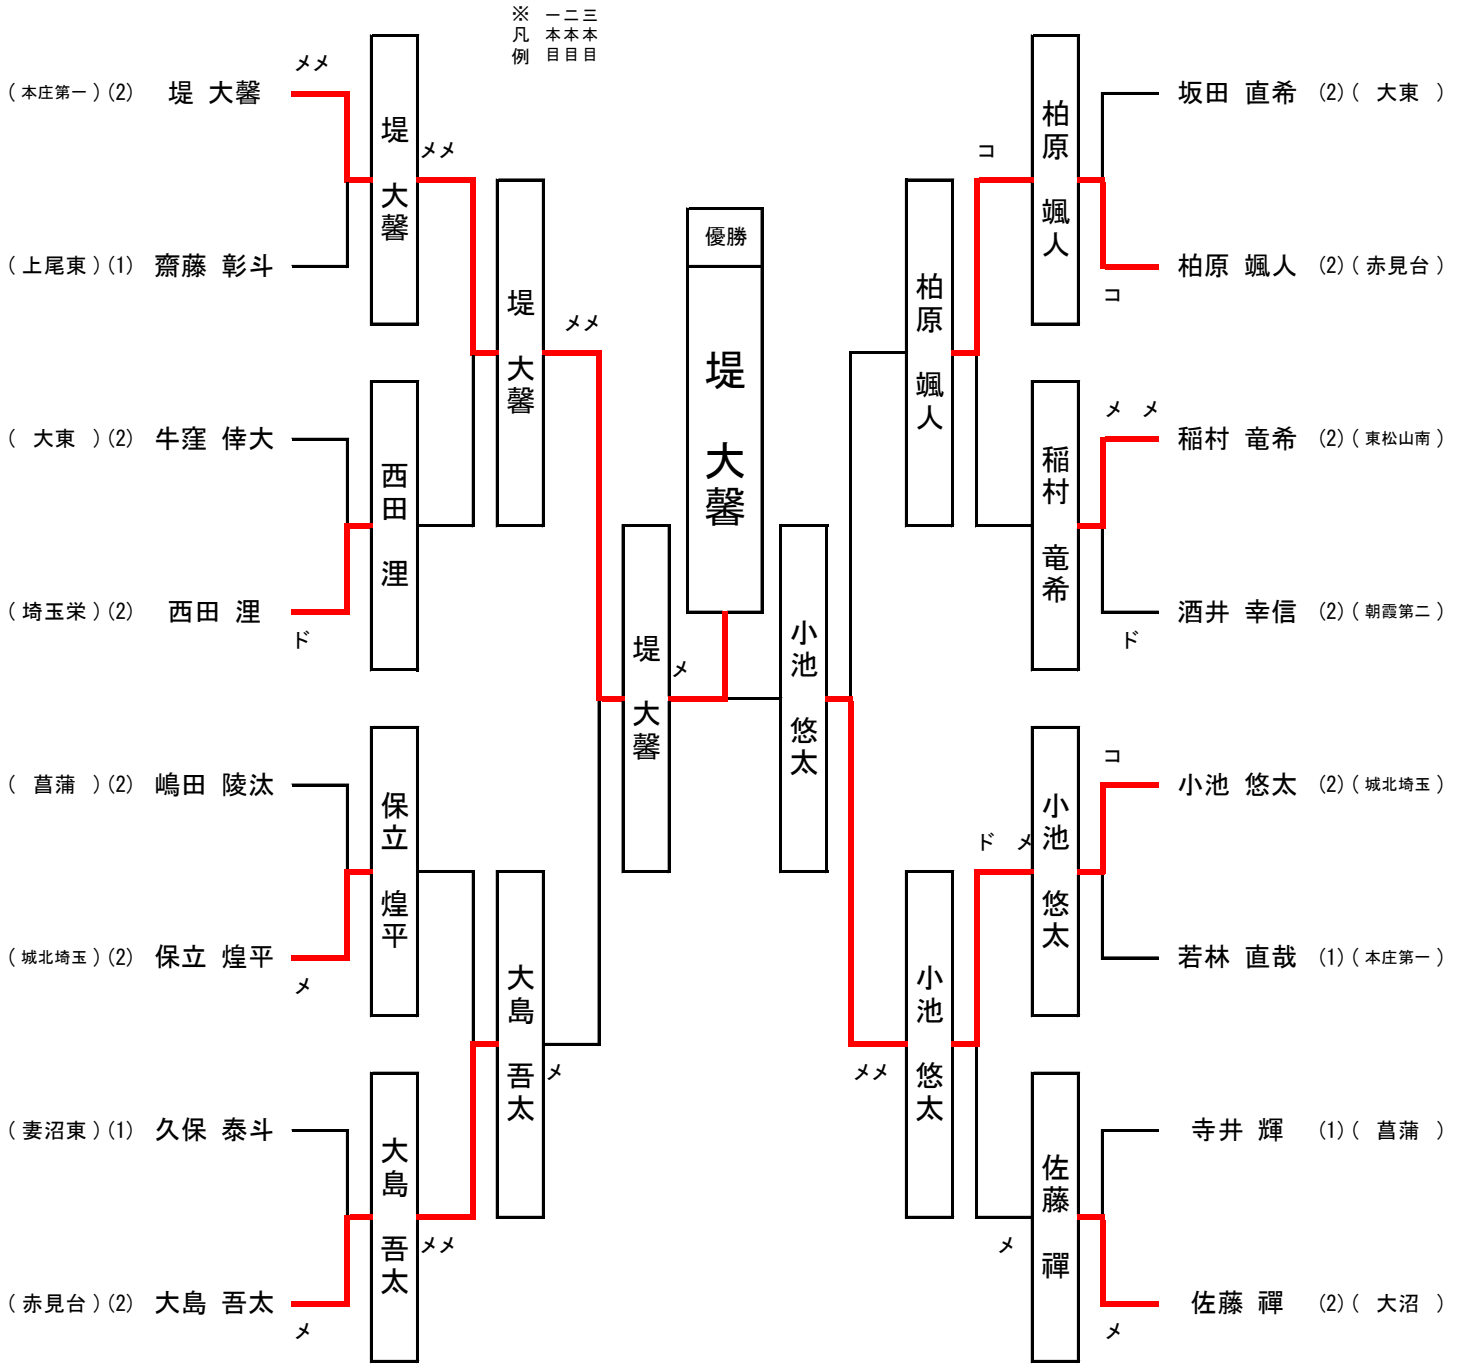 ※凡例
一本目
二本目
三本目
(本庄第一)(2) 堤 大馨
メメ
(上尾東)(1) 齋藤 彰斗
(大東)(2) 牛窪 倖大
(埼玉栄)(2) 西田 浬
ド
(菖蒲)(2) 嶋田 陵汰
(城北埼玉)(2) 保立 煌平
メ
(妻沼東)(1) 久保 泰斗
(赤見台)(2) 大島 吾太
メ
堤 大馨
メメ
西田 浬
保立 煌平
大島 吾太
メメ
堤 大馨
メメ
大島 吾太
メ
堤 大馨
メ
優勝
堤 大馨
小池 悠太
柏原 颯人
小池 悠太
メメ
柏原 颯人
コ
稲村 竜希
小池 悠太
ド メ
佐藤 禪
メ
坂田 直希 (2)(大東)
柏原 颯人 (2)(赤見台)
コ
メ メ
稲村 竜希 (2)(東松山南)
酒井 幸信 (2)(朝霞第二)
ド
コ
小池 悠太 (2)(城北埼玉)
若林 直哉 (1)(本庄第一)
寺井 輝 (1)(菖蒲)
佐藤 禪 (2)(大沼)
メ